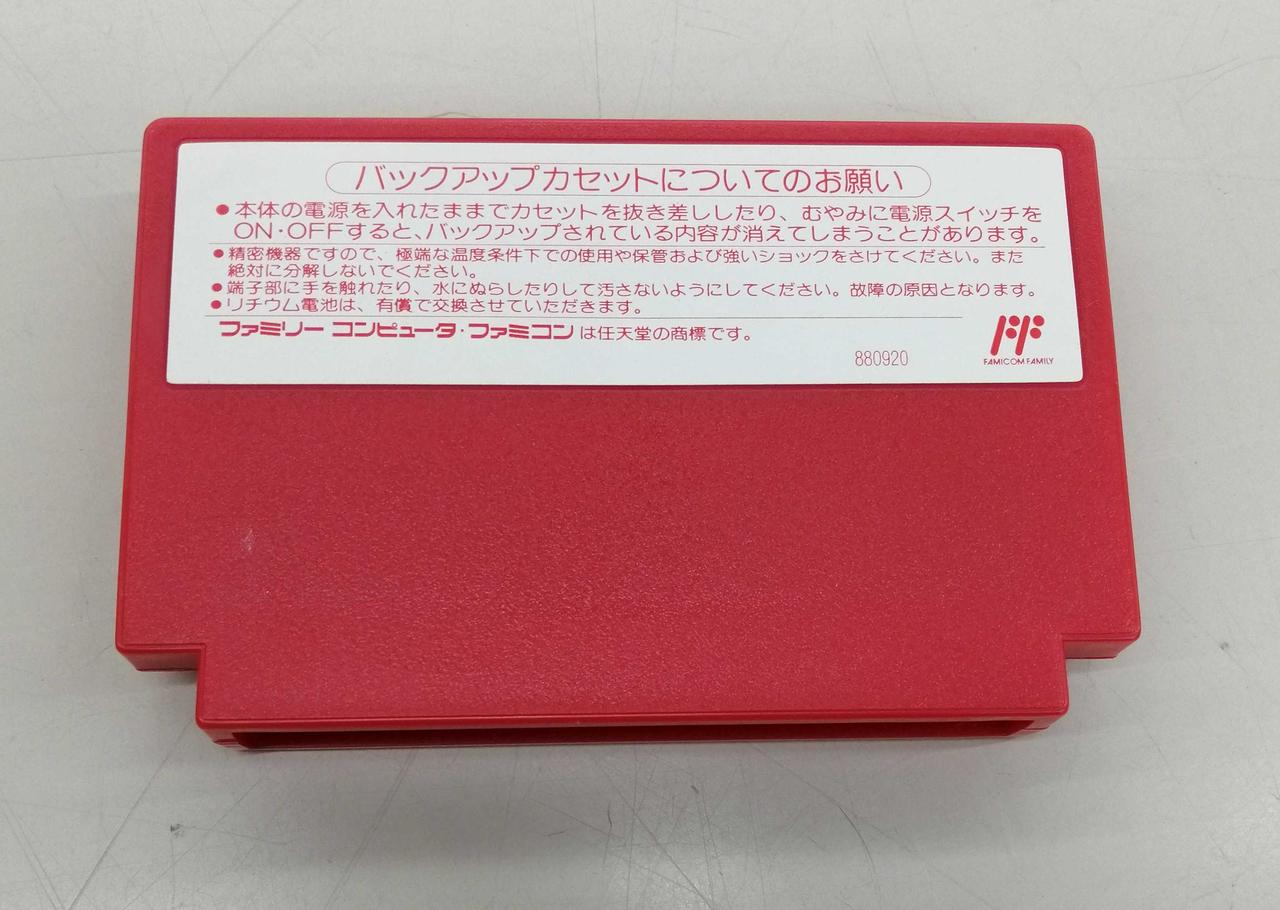 バックアップカセットについてのお願い
●本体の電源を入れたままでカセットを抜き差ししたり、むやみに電源スイッチを
ON・OFFすると、バックアップされている内容が消えてしまうことがあります。
●精密機器ですので、極端な温度条件下での使用や保管および強いショックをさけてください。また
絶対に分解しないでください。
●端子部に手を触れたり、水にぬらしたりして汚さないようにしてください。故障の原因となります。
●リチウム電池は、有償で交換させていただきます。
ファミリー コンピュータ・ファミコンは任天堂の商標です。
880920
FAMICOM FAMILY